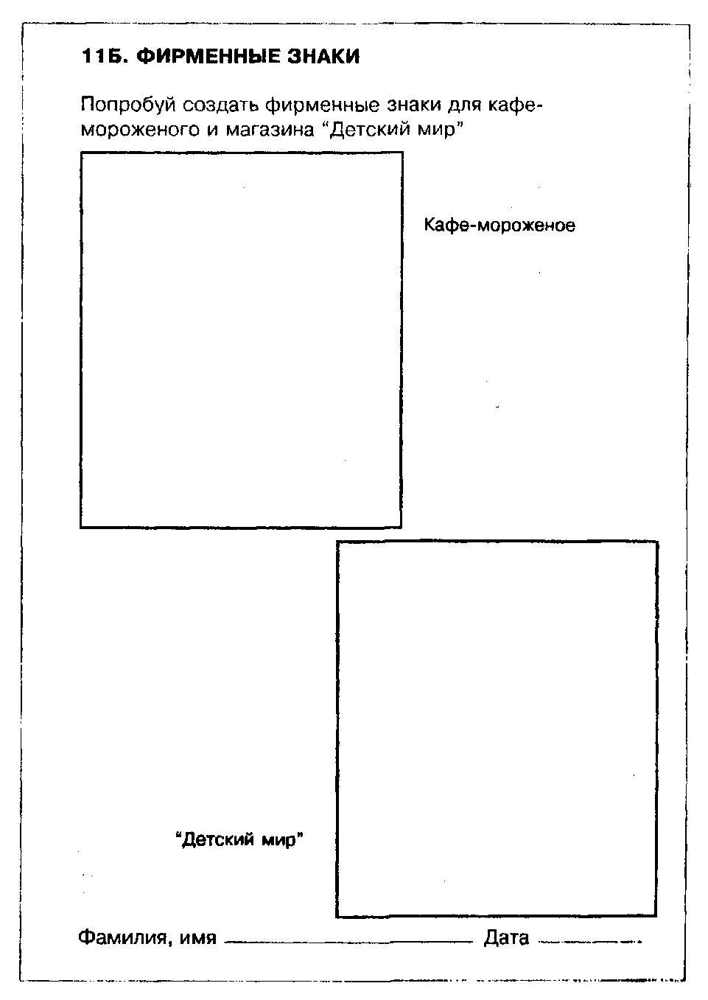 11Б. ФИРМЕННЫЕ ЗНАКИ
Попробуй создать фирменные знаки для кафе-
мороженого и магазина “Детский мир”
Кафе-мороженое
“Детский мир”
Фамилия, имя
Дата